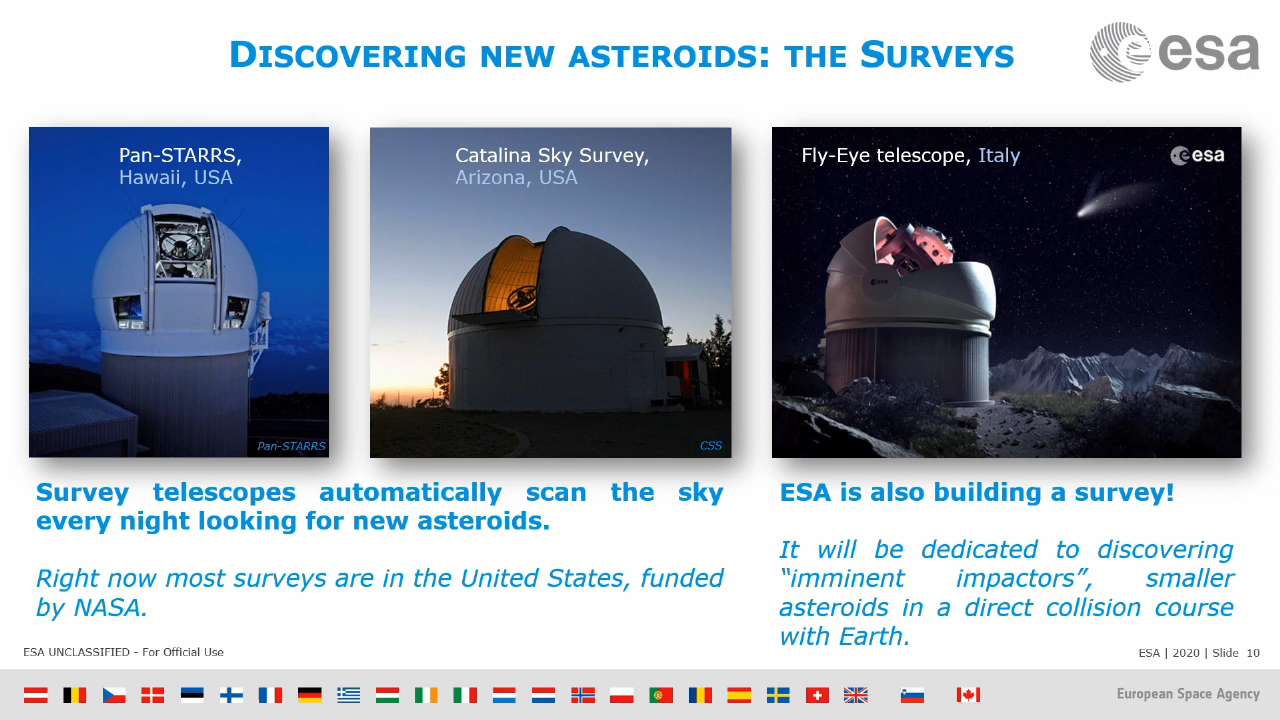 DISCOVERING NEW ASTEROIDS: THE SURVEYS
esa
Pan-STARRS,
Hawaii, USA
Pan-STARRS
Catalina Sky Survey,
Arizona, USA
CSS
Fly-Eye telescope, Italy
esa
esa
Survey telescopes automatically scan the sky
every night looking for new asteroids.
Right now most surveys are in the United States, funded
by NASA.
ESA is also building a survey!
It will be dedicated to discovering
“imminent impactors”, smaller
asteroids in a direct collision course
with Earth.
ESA UNCLASSIFIED - For Official Use
ESA | 2020 | Slide 10
European Space Agency